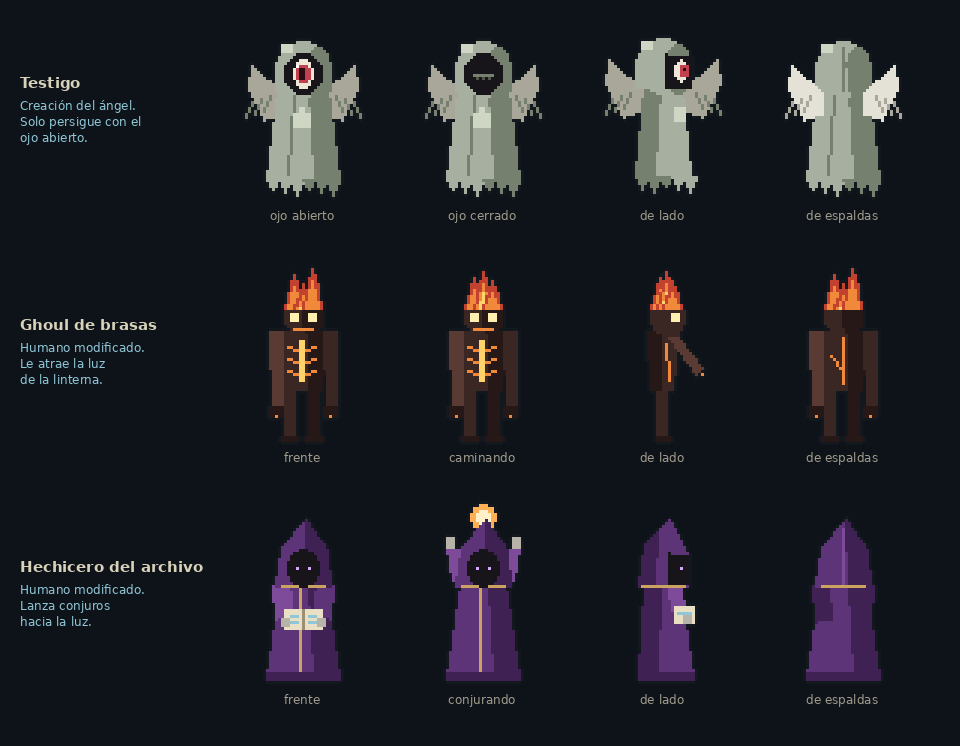 Testigo
Creación del ángel.
Solo persigue con el
ojo abierto.
ojo abierto
ojo cerrado
de lado
de espaldas
Ghoul de brasas
Humano modificado.
Le atrae la luz
de la linterna.
frente
caminando
de lado
de espaldas
Hechicero del archivo
Humano modificado.
Lanza conjuros
hacia la luz.
frente
conjurando
de lado
de espaldas